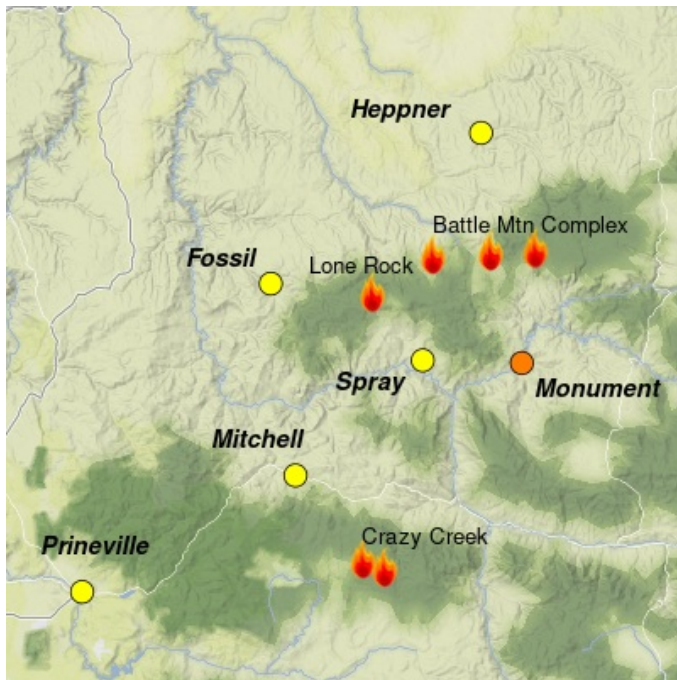 Heppner
Battle Mtn Complex
Fossil
Lone Rock
Spray
Monument
Mitchell
Crazy Creek
Prineville